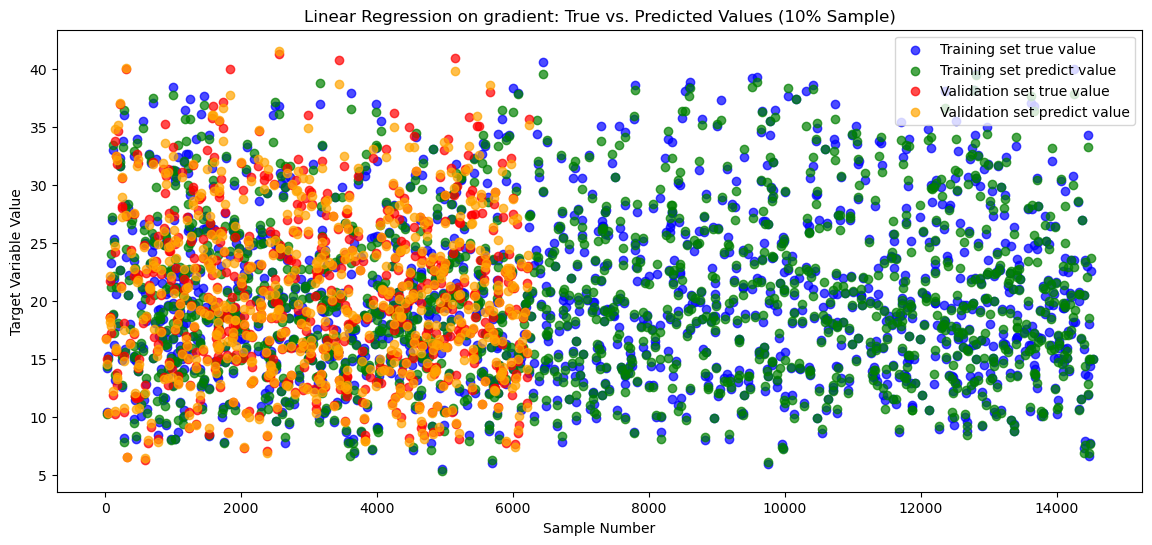 Linear Regression on gradient: True vs. Predicted Values (10% Sample)
Training set true value
Training set predict value
Validation set true value
Validation set predict value
Target Variable Value
40
35
30
25
20
15
10
5
0
2000
4000
6000
8000
10000
12000
14000
Sample Number